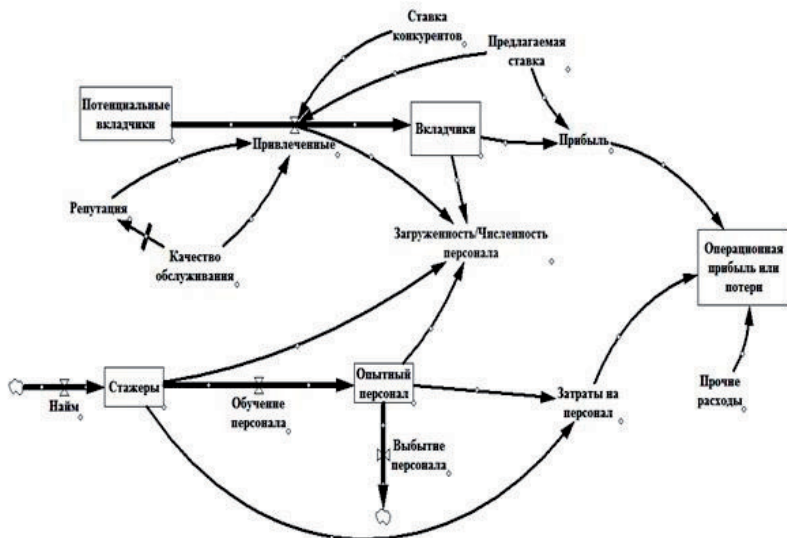 Ставка
конкурентов
Предлагаемая
ставка
Потенциальные
вкладчики
Привлеченные
Вкладчики
Прибыль
Репутация
Качество
обслуживания
Загруженность/Численность
персонала
Операционная
прибыль или
потери
Стажеры
Найм
Обучение
персонала
Опытный
персонал
Выбытие
персонала
Затраты на
персонал
Прочие
расходы